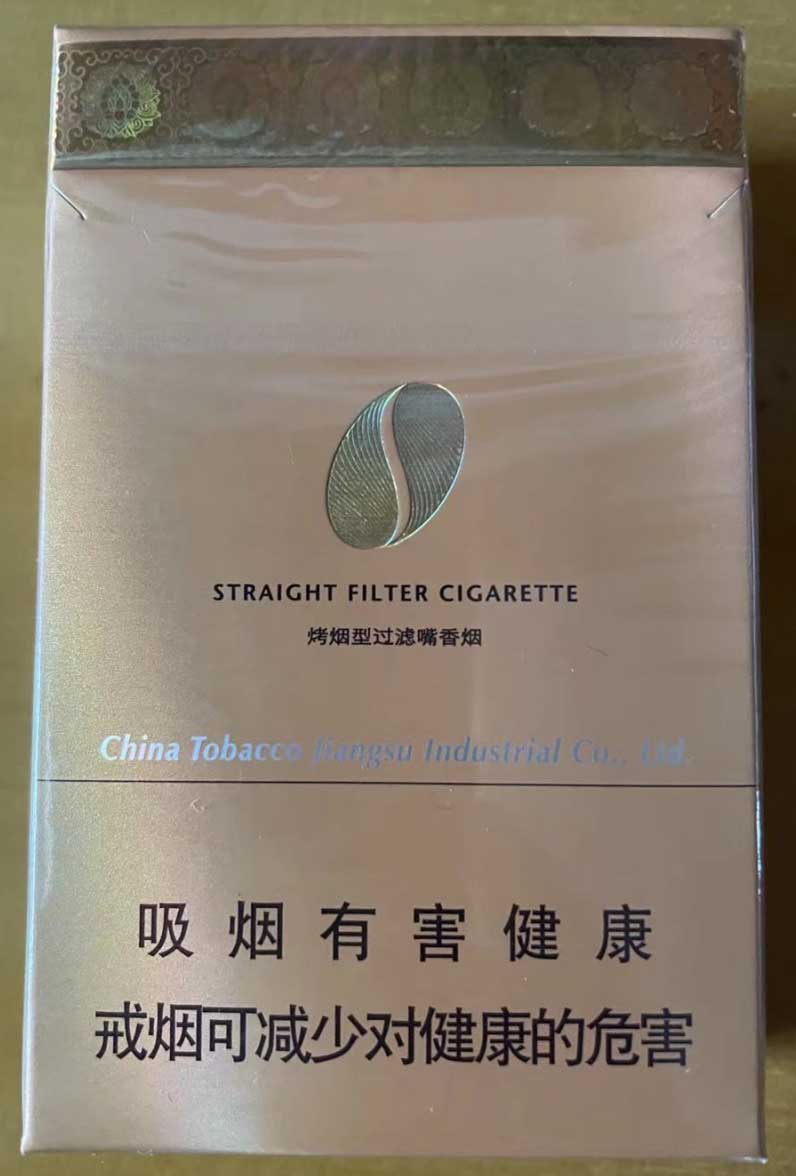 STRAIGHT FILTER CIGARETTE
烤烟型过滤嘴香烟
China Tobacco Jiangsu Industrial Co., Ltd.
吸烟有害健康
戒烟可减少对健康的危害